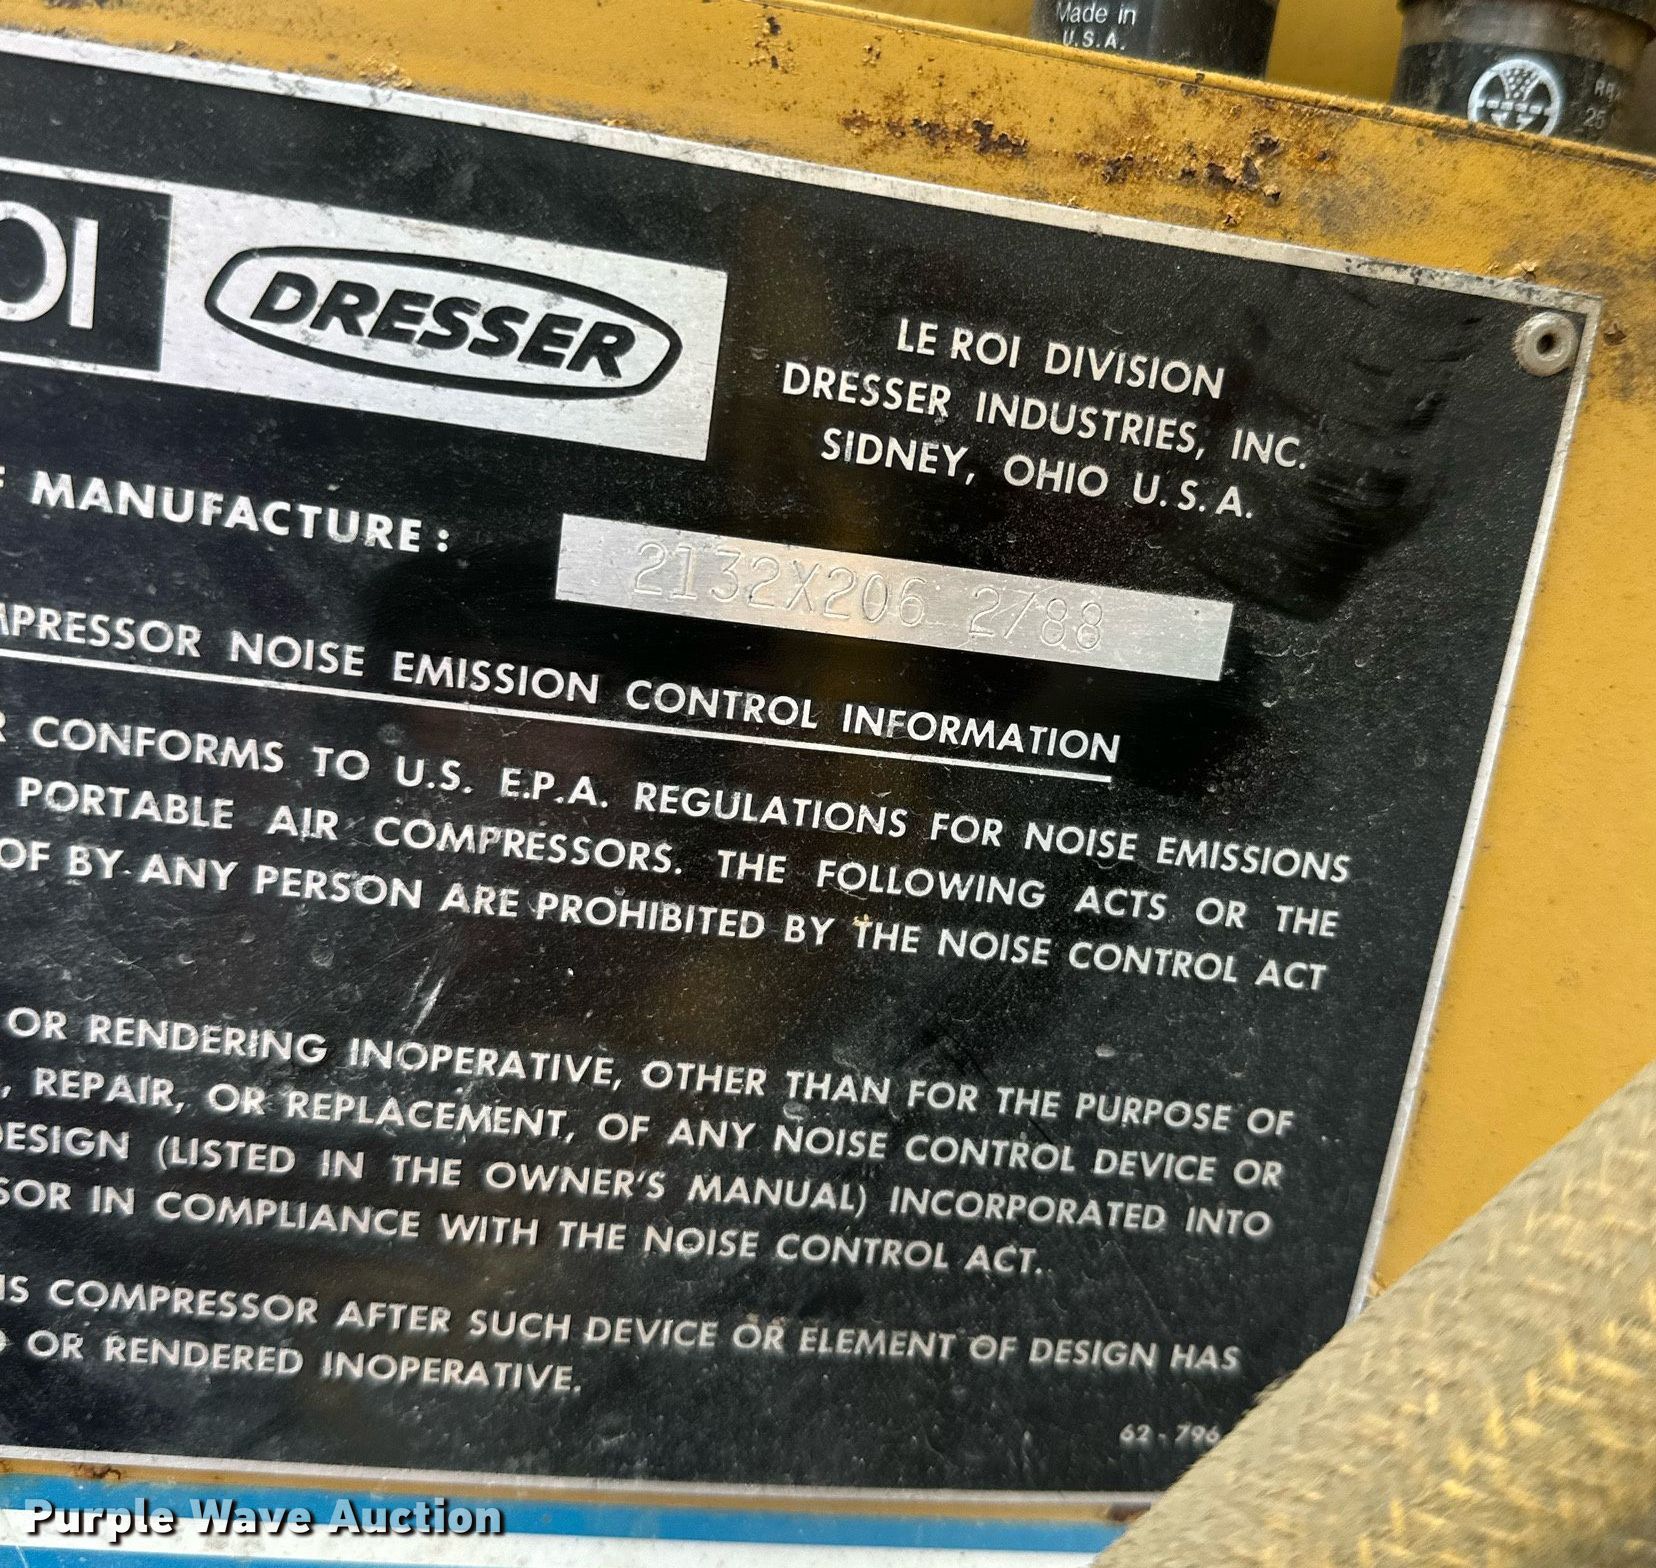 Made in
U.S.A.
25
OI
DRESSER
LE ROI DIVISION
DRESSER INDUSTRIES, INC.
SIDNEY, OHIO U.S.A.
MANUFACTURE:
2132X206 2/88
MPRESSOR NOISE EMISSION CONTROL INFORMATION
R CONFORMS TO U.S. E.P.A. REGULATIONS FOR NOISE EMISSIONS
PORTABLE AIR COMPRESSORS. THE FOLLOWING ACTS OR THE
OF BY ANY PERSON ARE PROHIBITED BY THE NOISE CONTROL ACT
OR RENDERING INOPERATIVE, OTHER THAN FOR THE PURPOSE OF
, REPAIR, OR REPLACEMENT, OF ANY NOISE CONTROL DEVICE OR
DESIGN (LISTED IN THE OWNER'S MANUAL) INCORPORATED INTO
SOR IN COMPLIANCE WITH THE NOISE CONTROL ACT.
IS COMPRESSOR AFTER SUCH DEVICE OR ELEMENT OF DESIGN HAS
OR RENDERED INOPERATIVE.
62-796
Purple Wave Auction